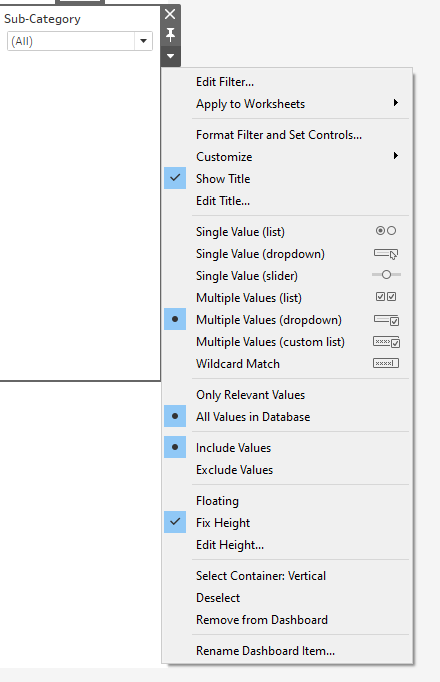 Sub-Category
(All)
Edit Filter...
Apply to Worksheets
Format Filter and Set Controls...
Customize
Show Title
Edit Title...
Single Value (list)
Single Value (dropdown)
Single Value (slider)
Multiple Values (list)
Multiple Values (dropdown)
Multiple Values (custom list)
Wildcard Match
Only Relevant Values
All Values in Database
Include Values
Exclude Values
Floating
Fix Height
Edit Height...
Select Container: Vertical
Deselect
Remove from Dashboard
Rename Dashboard Item...